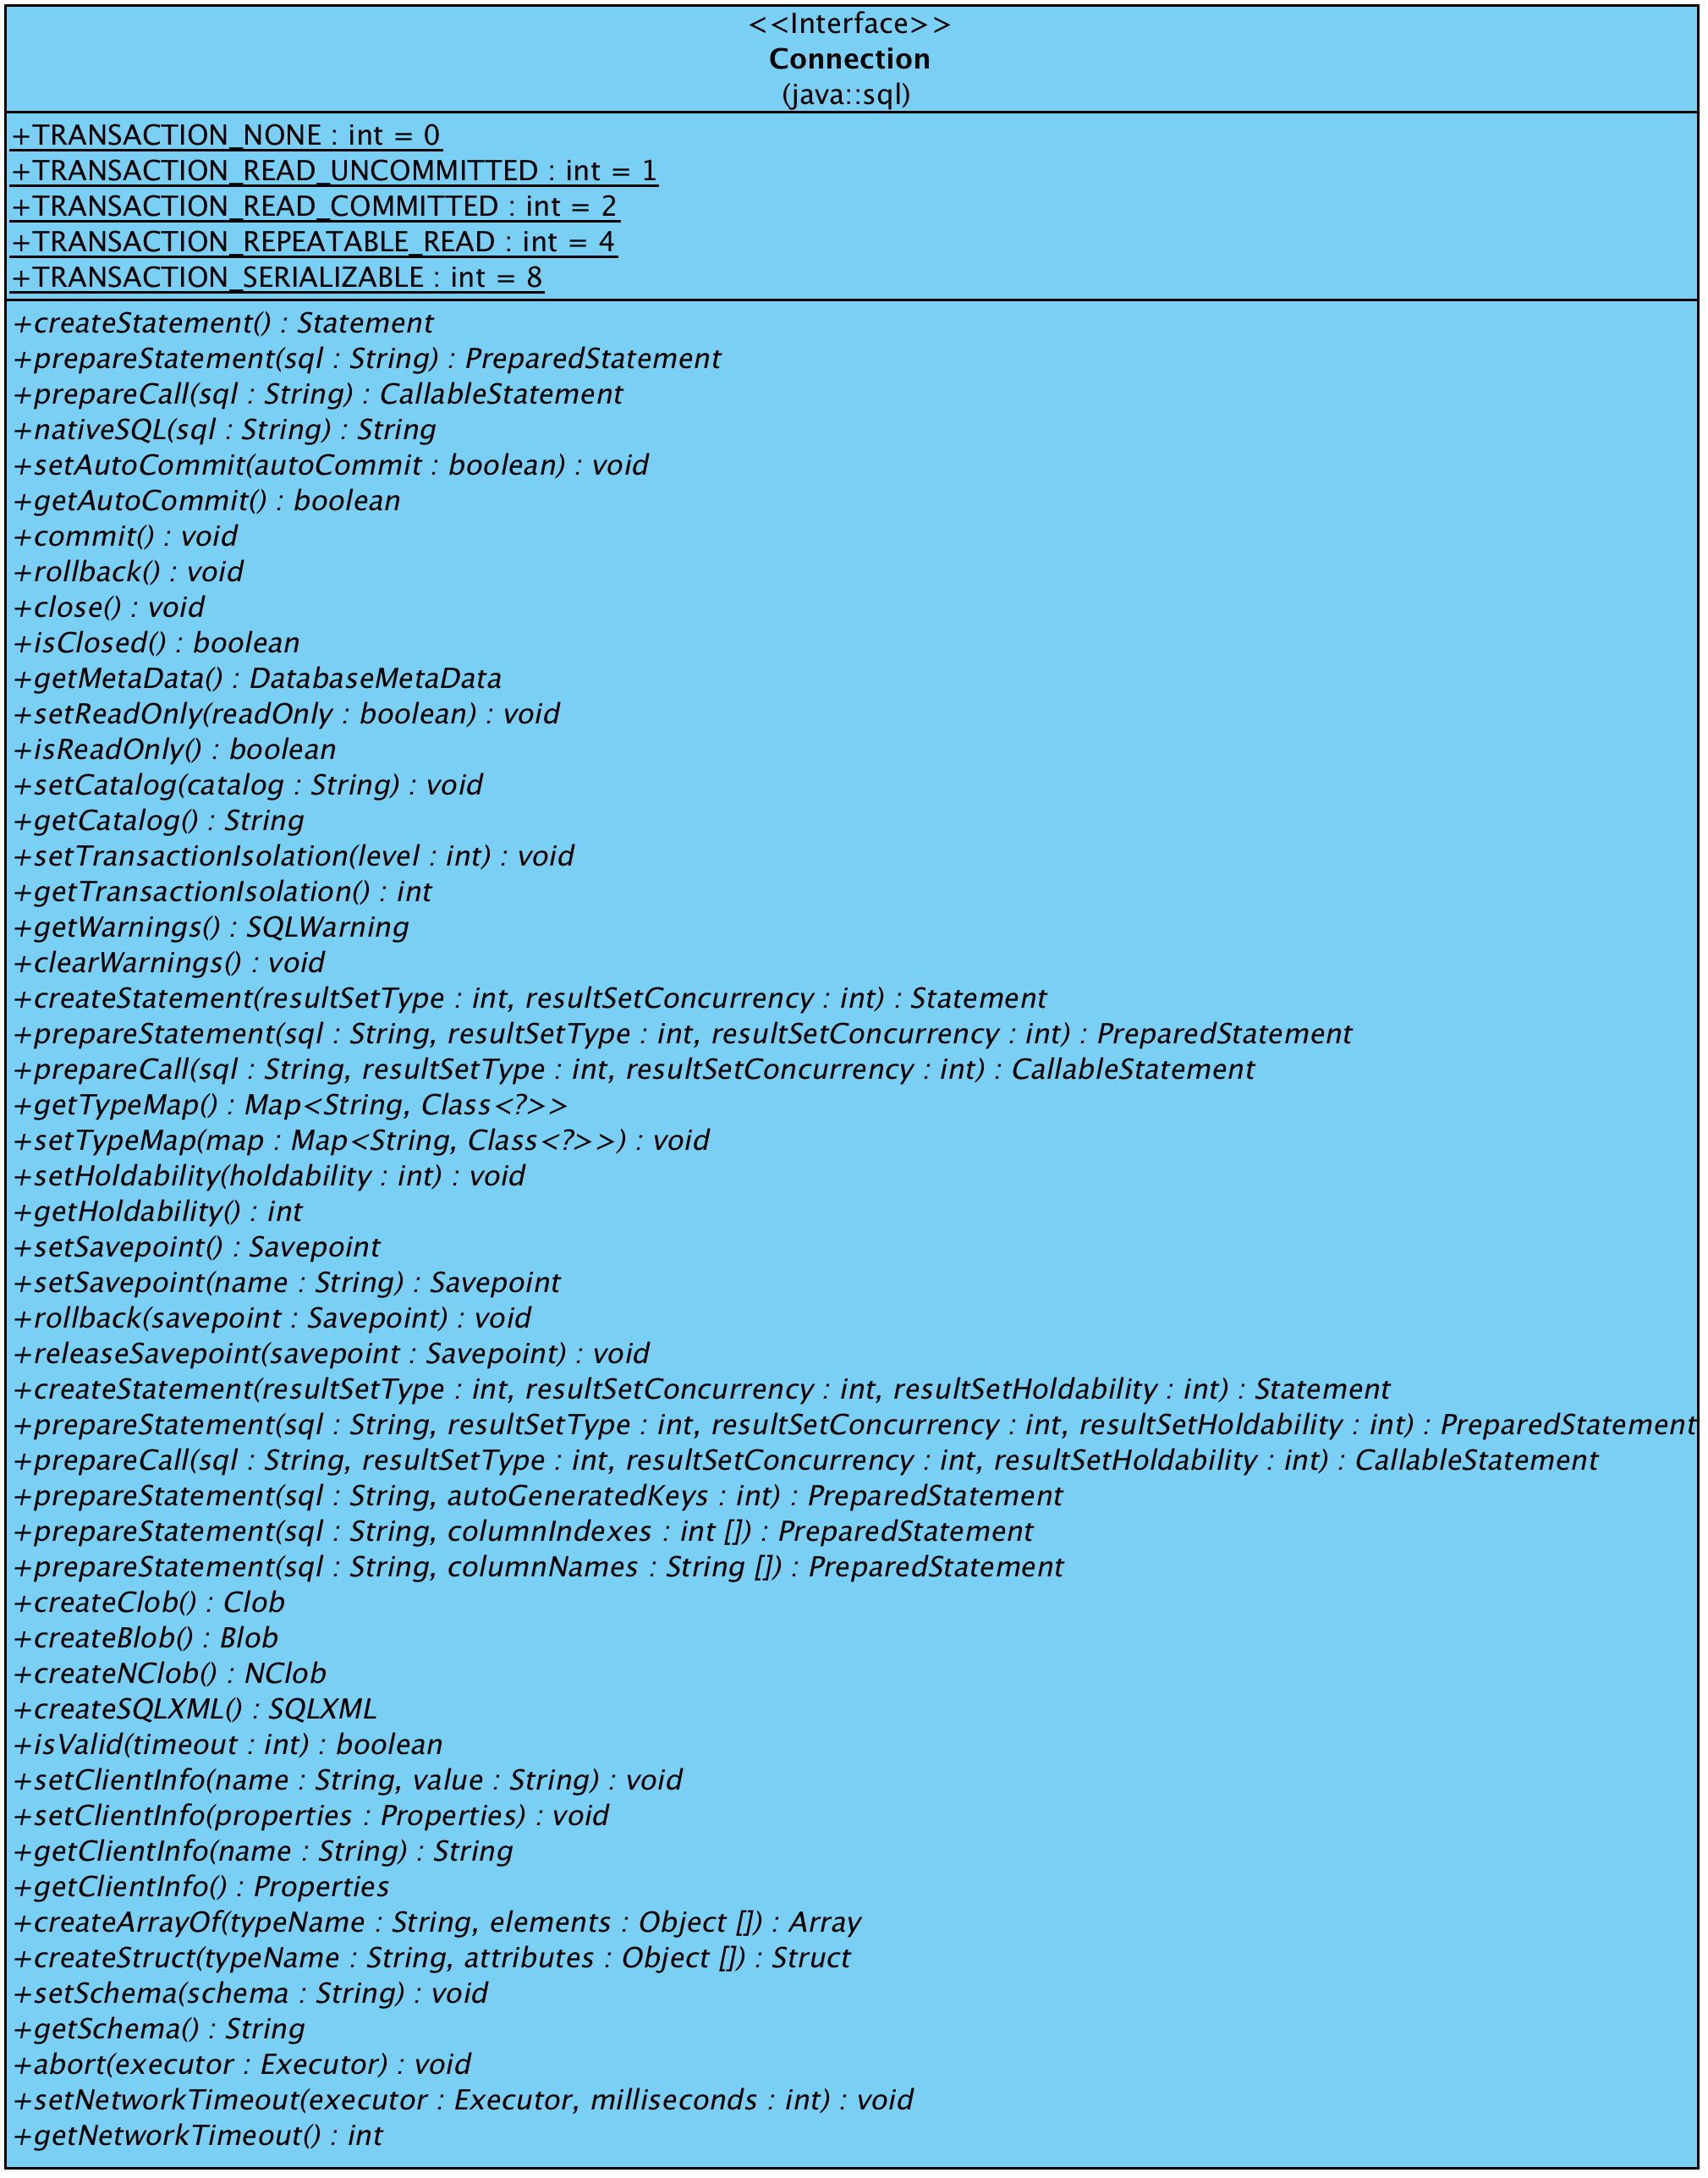 <<Interface>>
Connection
(java::sql)
+TRANSACTION_NONE : int = 0
+TRANSACTION_READ_UNCOMMITTED : int = 1
+TRANSACTION_READ_COMMITTED : int = 2
+TRANSACTION_REPEATABLE_READ : int = 4
+TRANSACTION_SERIALIZABLE : int = 8
+createStatement() : Statement
+prepareStatement(sql : String) : PreparedStatement
+prepareCall(sql : String) : CallableStatement
+nativeSQL(sql : String) : String
+setAutoCommit(autoCommit : boolean) : void
+getAutoCommit() : boolean
+commit() : void
+rollback() : void
+close() : void
+isClosed() : boolean
+getMetaData() : DatabaseMetaData
+setReadOnly(readOnly : boolean) : void
+isReadOnly() : boolean
+setCatalog(catalog : String) : void
+getCatalog() : String
+setTransactionIsolation(level : int) : void
+getTransactionIsolation() : int
+getWarnings() : SQLWarning
+clearWarnings() : void
+createStatement(resultSetType : int, resultSetConcurrency : int) : Statement
+prepareStatement(sql : String, resultSetType : int, resultSetConcurrency : int) : PreparedStatement
+prepareCall(sql : String, resultSetType : int, resultSetConcurrency : int) : CallableStatement
+getTypeMap() : Map<String, Class<?>>
+setTypeMap(map : Map<String, Class<?>>) : void
+setHoldability(holdability : int) : void
+getHoldability() : int
+setSavepoint() : Savepoint
+setSavepoint(name : String) : Savepoint
+rollback(savepoint : Savepoint) : void
+releaseSavepoint(savepoint : Savepoint) : void
+createStatement(resultSetType : int, resultSetConcurrency : int, resultSetHoldability : int) : Statement
+prepareStatement(sql : String, resultSetType : int, resultSetConcurrency : int, resultSetHoldability : int) : PreparedStatement
+prepareCall(sql : String, resultSetType : int, resultSetConcurrency : int, resultSetHoldability : int) : CallableStatement
+prepareStatement(sql : String, autoGeneratedKeys : int) : PreparedStatement
+prepareStatement(sql : String, columnIndexes : int []) : PreparedStatement
+prepareStatement(sql : String, columnNames : String []) : PreparedStatement
+createClob() : Clob
+createBlob() : Blob
+createNClob() : NClob
+createSQLXML() : SQLXML
+isValid(timeout : int) : boolean
+setClientInfo(name : String, value : String) : void
+setClientInfo(properties : Properties) : void
+getClientInfo(name : String) : String
+getClientInfo() : Properties
+createArrayOf(typeName : String, elements : Object []) : Array
+createStruct(typeName : String, attributes : Object []) : Struct
+setSchema(schema : String) : void
+getSchema() : String
+abort(executor : Executor) : void
+setNetworkTimeout(executor : Executor, milliseconds : int) : void
+getNetworkTimeout() : int